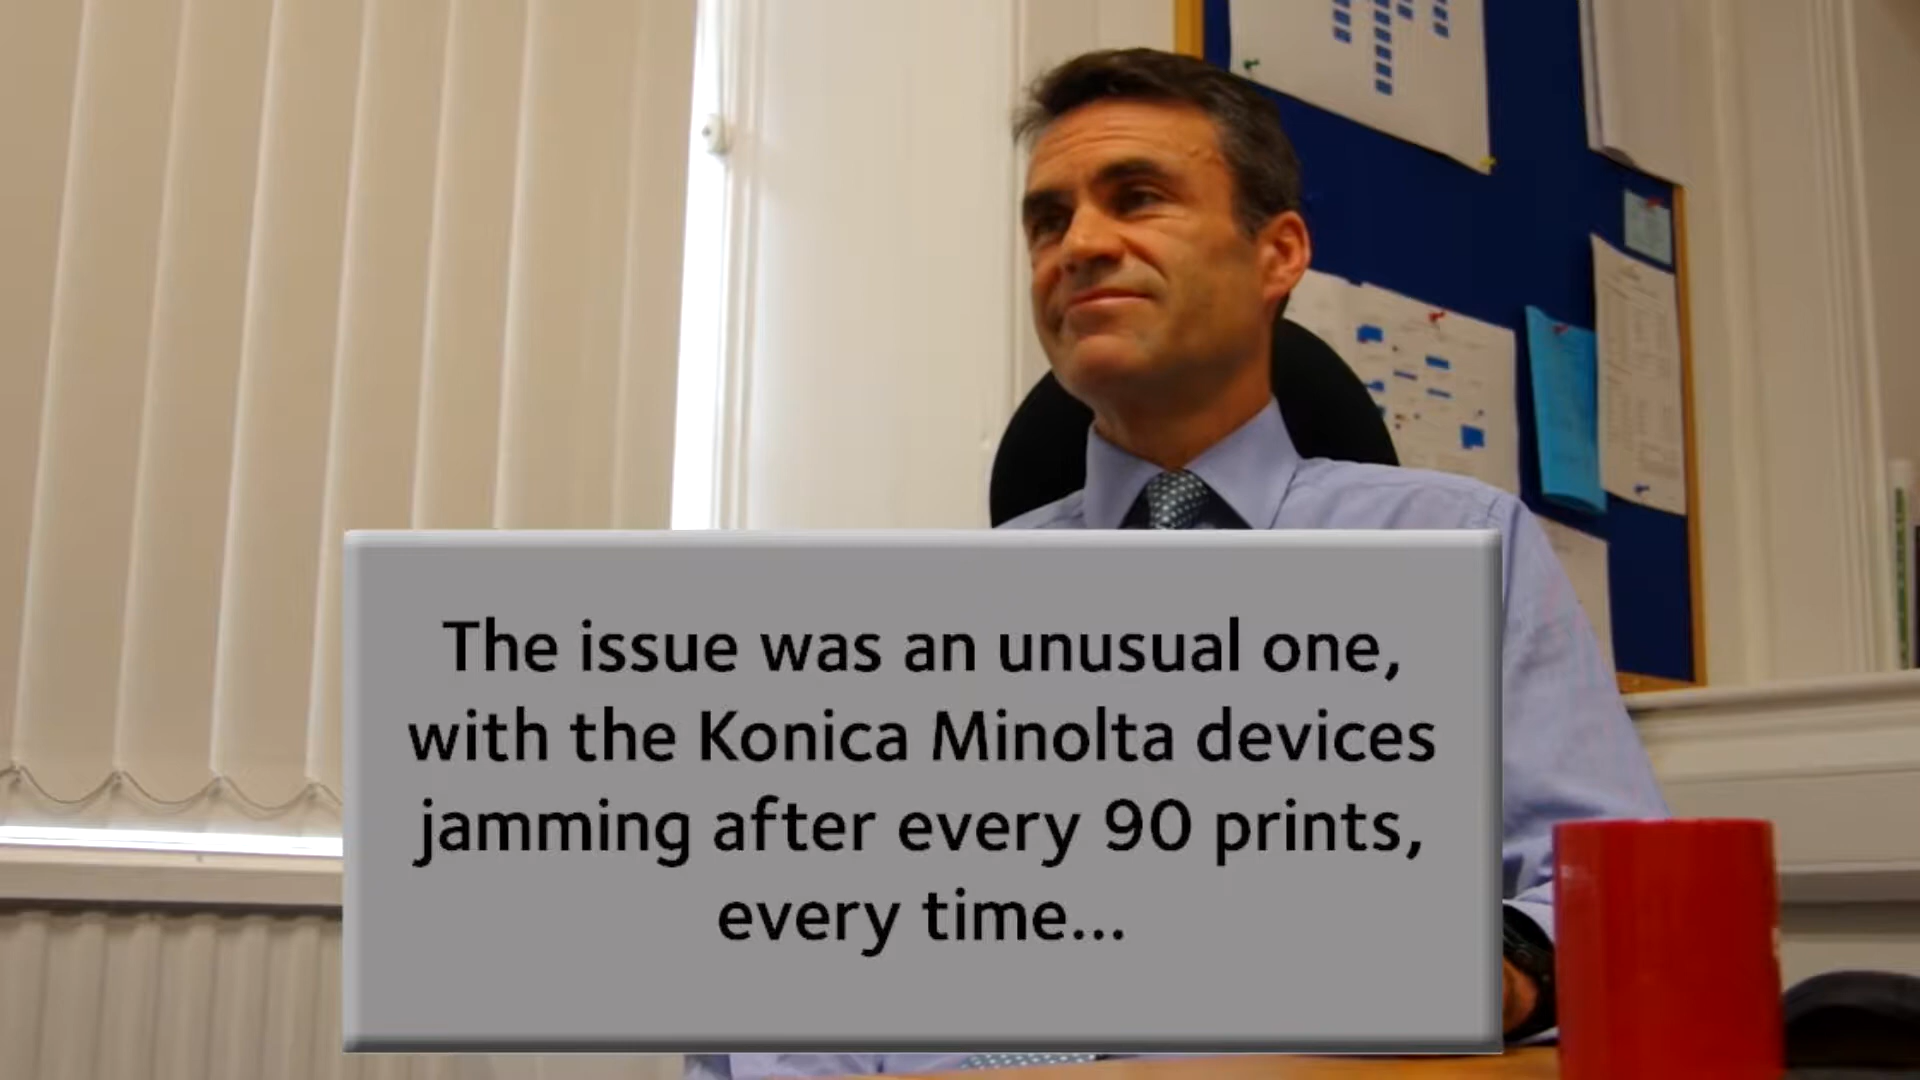 The issue was an unusual one,
with the Konica Minolta devices
jamming after every 90 prints,
every time...